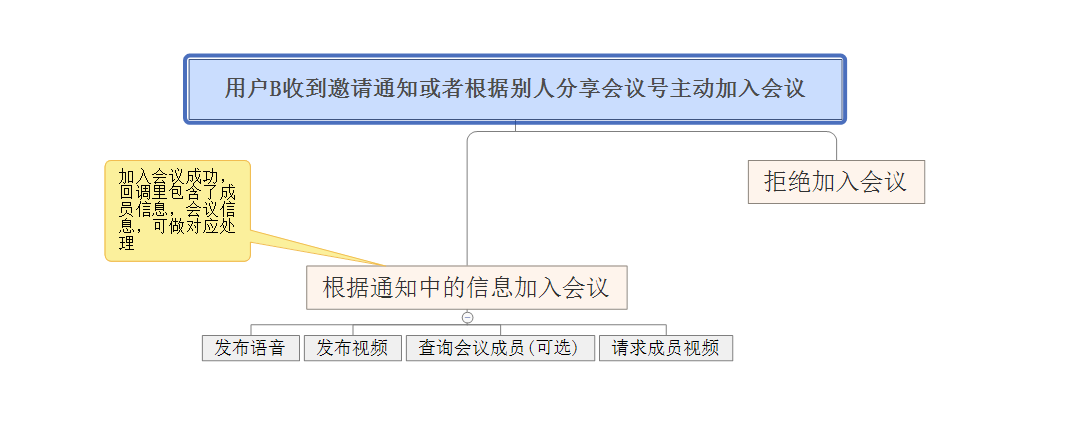 用户B收到邀请通知或者根据别人分享会议号主动加入会议
加入会议成功，
回调里包含了成
员信息，会议信
息，可做对应处
理
拒绝加入会议
根据通知中的信息加入会议
发布语音
发布视频
查询会议成员(可选)
请求成员视频